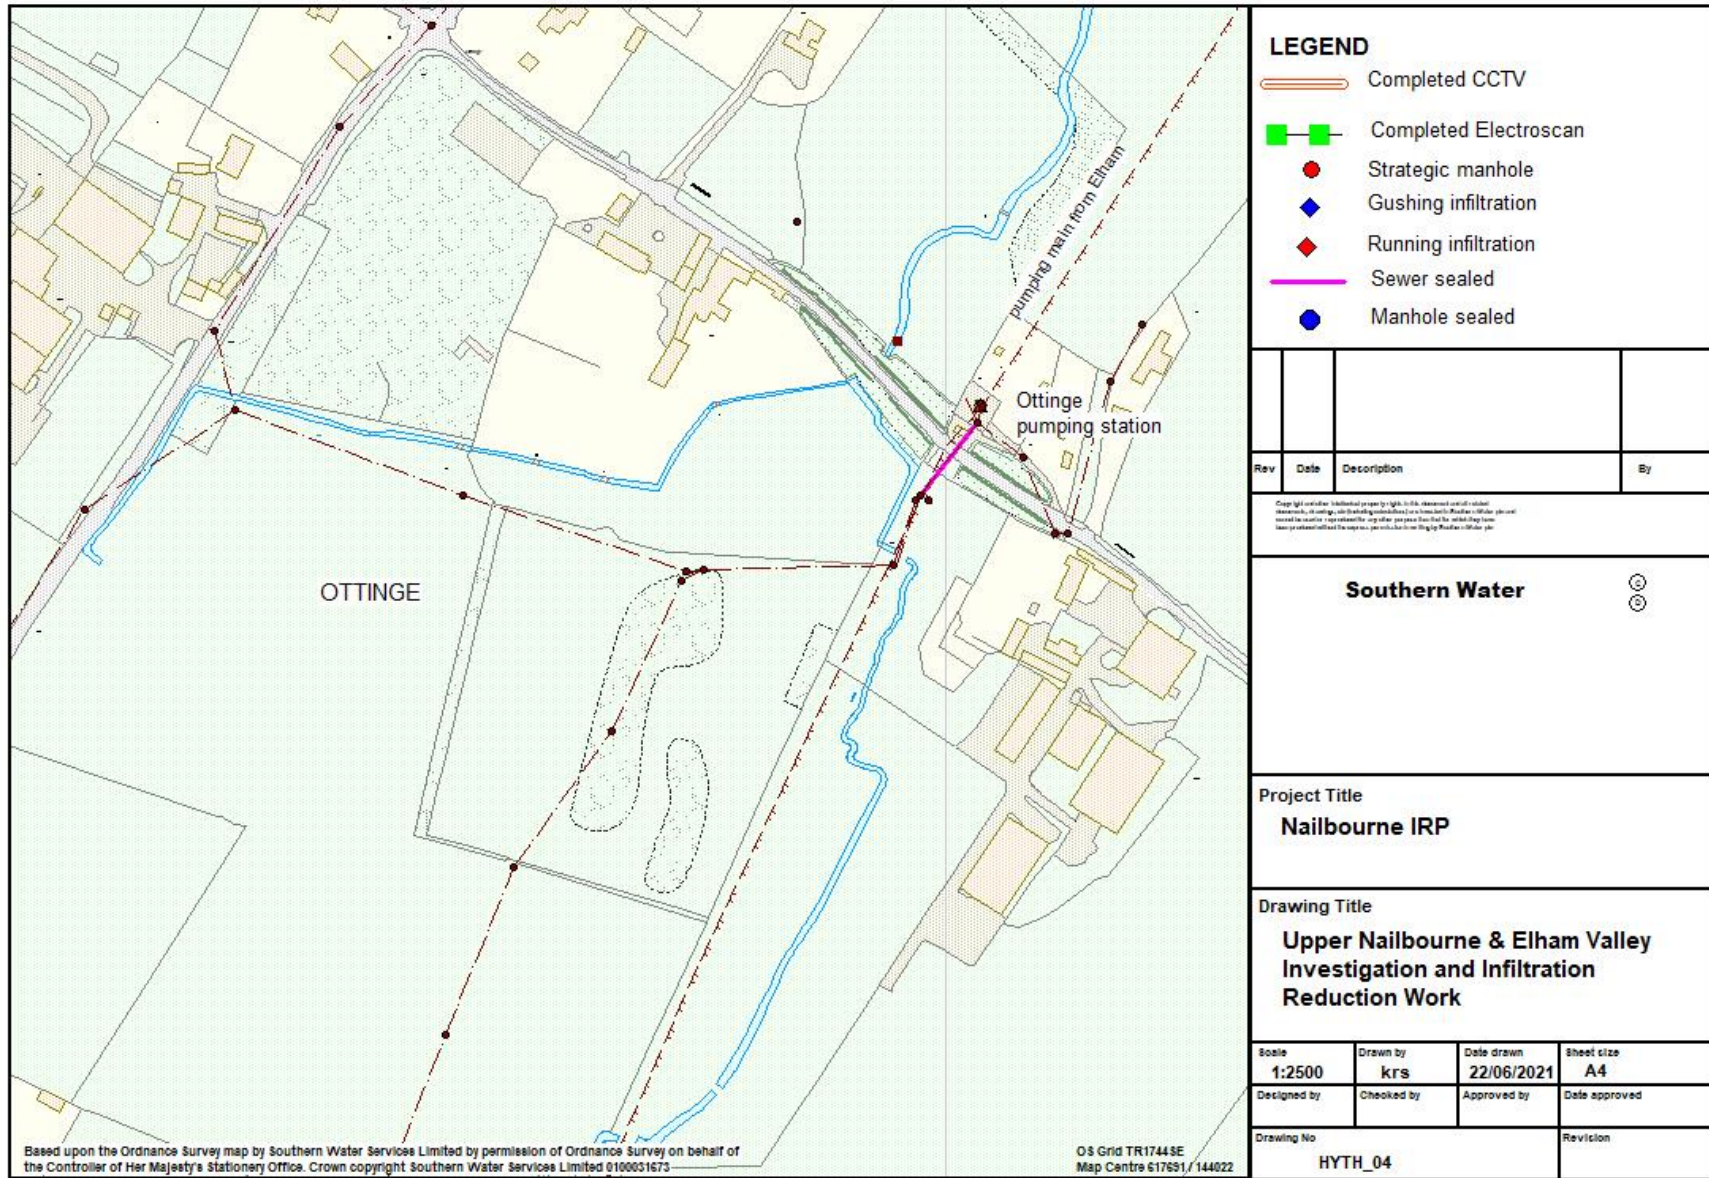 pumping main from Elham
Ottinge
pumping station
OTTINGE
Based upon the Ordnance Survey map by Southern Water Services Limited by permission of Ordnance Survey on behalf of
the Controller of Her Majesty's Stationery Office. Crown copyright Southern Water Services Limited 0100031673
OS Grid TR1744SE
Map Centre 617691 / 144022
LEGEND
Completed CCTV
Completed Electroscan
Strategic manhole
Gushing infiltration
Running infiltration
Sewer sealed
Manhole sealed
Rev Date Description By
Southern Water
Project Title
Nailbourne IRP
Drawing Title
Upper Nailbourne & Elham Valley
Investigation and Infiltration
Reduction Work
Scale Drawn by Date drawn Sheet size
1:2500 krs 22/06/2021 A4
Designed by Checked by Approved by Date approved
Drawing No Revision
HYTH_04